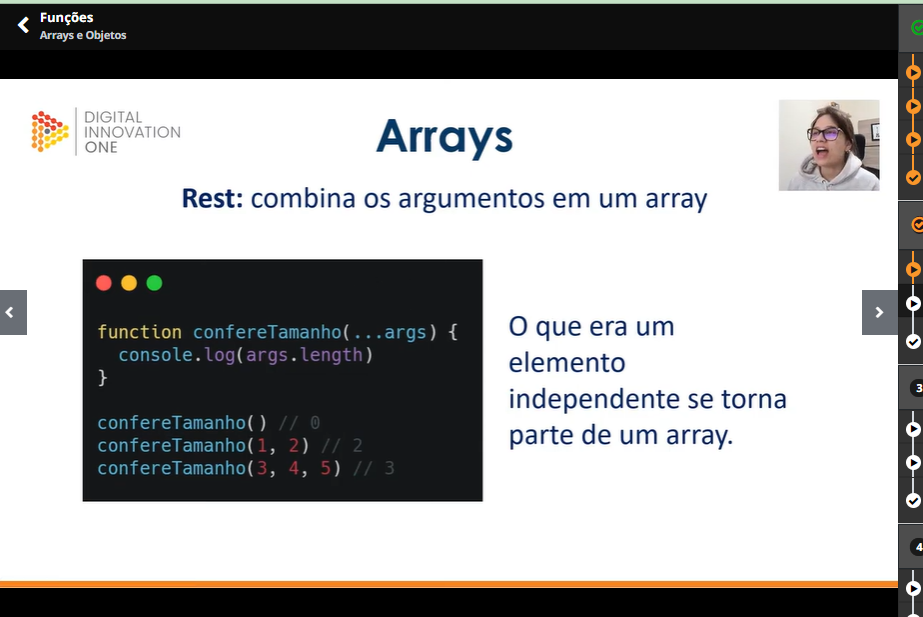 Funções
Arrays e Objetos
DIGITAL
INNOVATION
ONE
Arrays
Rest: combina os argumentos em um array
function confereTamanho(...args) {
console.log(args.length)
}
confereTamanho() // 0
confereTamanho(1, 2) // 2
confereTamanho(3, 4, 5) // 3
O que era um
elemento
independente se torna
parte de um array.
3
4